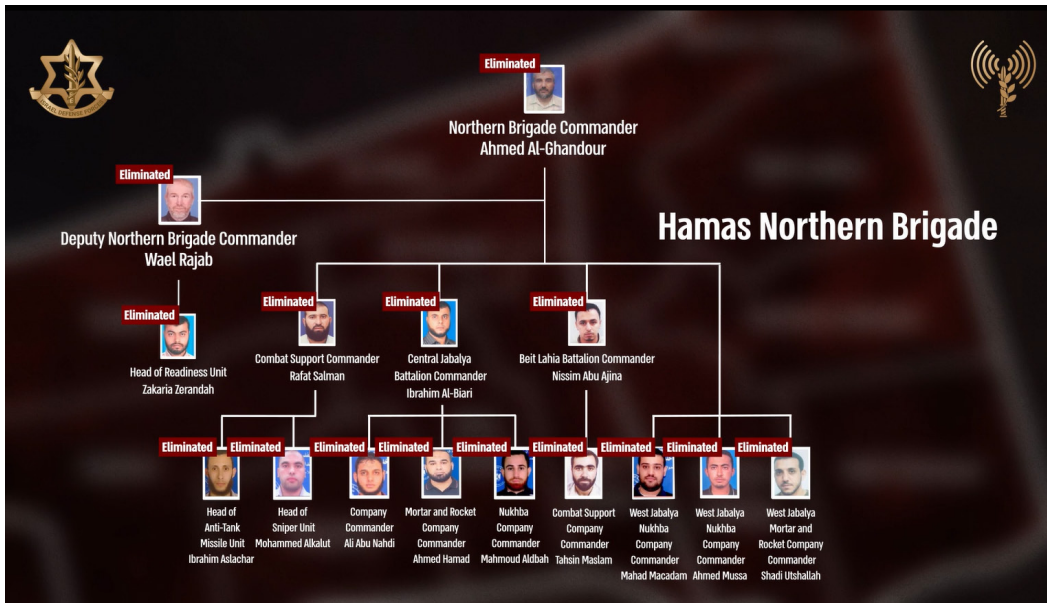 ISRAEL DEFENSE FORCES
Eliminated
Northern Brigade Commander
Ahmed Al-Ghandour
Hamas Northern Brigade
Eliminated
Deputy Northern Brigade Commander
Wael Rajab
Eliminated
Head of Readiness Unit
Zakaria Zerandah
Eliminated
Combat Support Commander
Rafat Salman
Eliminated
Central Jabalya
Battalion Commander
Ibrahim Al-Biari
Eliminated
Beit Lahia Battalion Commander
Nissim Abu Ajina
Eliminated
Head of
Anti-Tank
Missile Unit
Ibrahim Aslachar
Eliminated
Head of
Sniper Unit
Mohammed Alkalut
Eliminated
Company
Commander
Ali Abu Nahdi
Eliminated
Mortar and Rocket
Company
Commander
Ahmed Hamad
Eliminated
Nukhba
Company
Commander
Mahmoud Aldbah
Eliminated
Combat Support
Company
Commander
Tahsin Maslam
Eliminated
West Jabalya
Nukhba
Company
Commander
Mahad Macadam
Eliminated
West Jabalya
Nukhba
Company
Commander
Ahmed Mussa
Eliminated
West Jabalya
Mortar and
Rocket Company
Commander
Shadi Utshallah